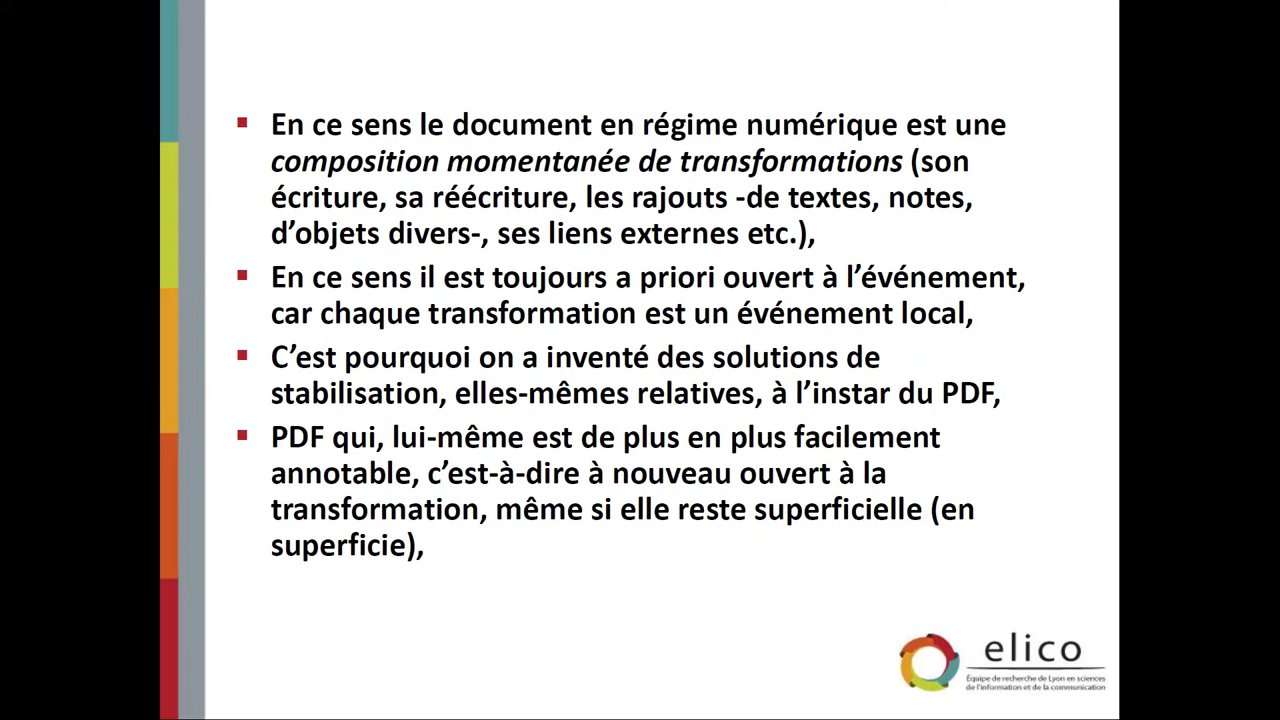 En ce sens le document en régime numérique est une
composition momentanée de transformations (son
écriture, sa réécriture, les rajouts -de textes, notes,
d’objets divers-, ses liens externes etc.),
En ce sens il est toujours a priori ouvert à l’événement,
car chaque transformation est un événement local,
C’est pourquoi on a inventé des solutions de
stabilisation, elles-mêmes relatives, à l’instar du PDF,
PDF qui, lui-même est de plus en plus facilement
annotable, c’est-à-dire à nouveau ouvert à la
transformation, même si elle reste superficielle (en
superficie),
elico
Équipe de recherche de Lyon en sciences
de l'information et de la communication